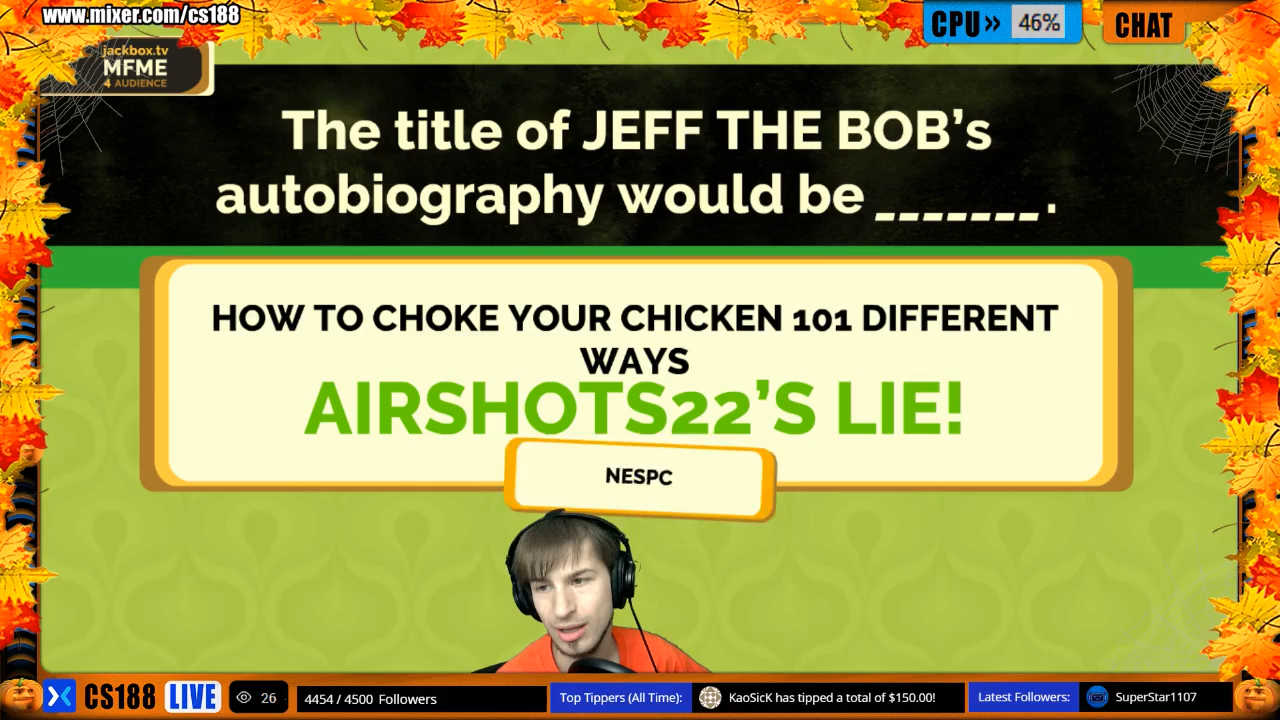 www.mixer.com/cs188
CPU» 46%
CHAT
jackbox.tv
MFME
4 AUDIENCE
The title of JEFF THE BOB’s
autobiography would be _______.
HOW TO CHOKE YOUR CHICKEN 101 DIFFERENT
WAYS
AIRSHOTS22’S LIE!
NESPC
CS188 LIVE 26 4454 / 4500 Followers Top Tippers (All Time): KaoSicK has tipped a total of $150.00! Latest Followers: SuperStar1107